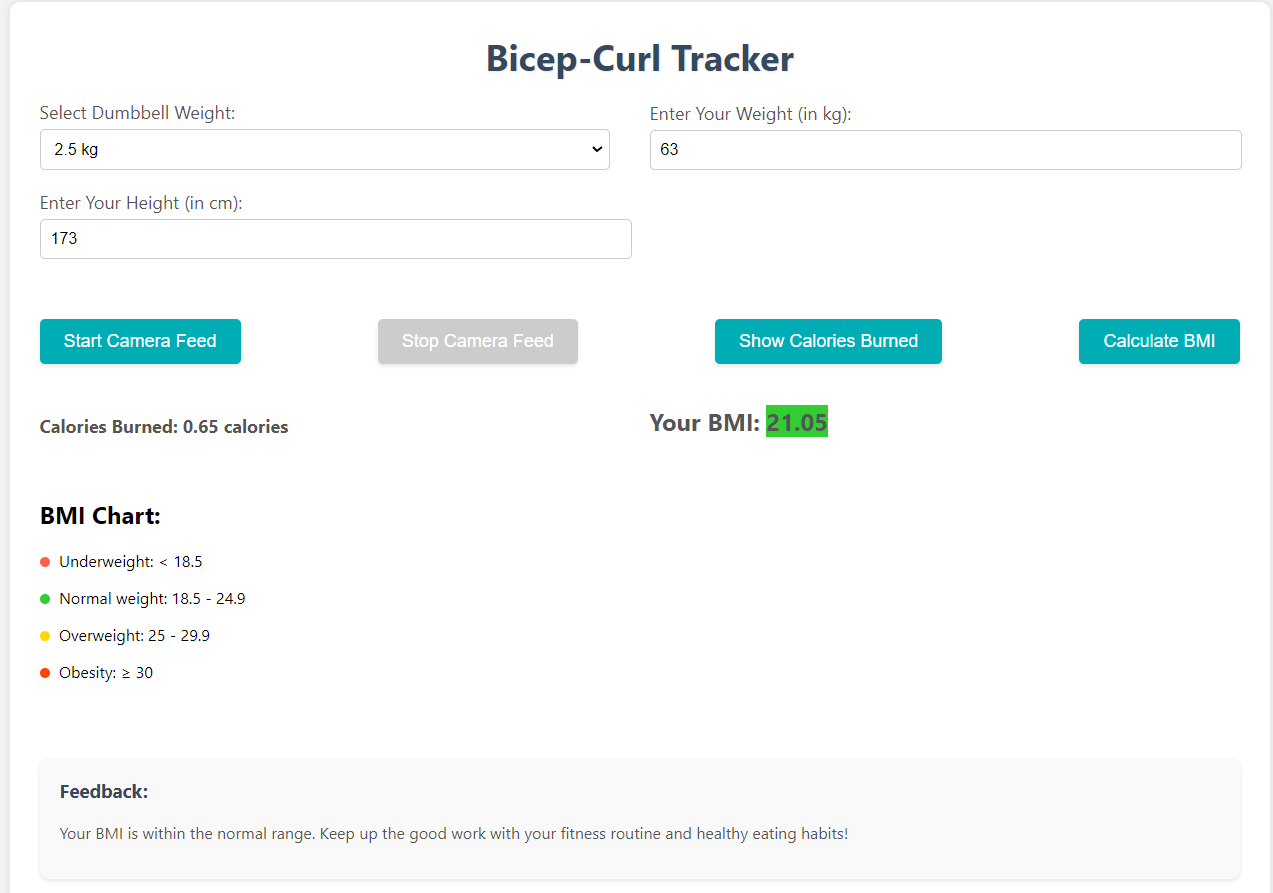 Bicep-Curl Tracker
Select Dumbbell Weight:
Enter Your Weight (in kg):
2.5 kg
63
Enter Your Height (in cm):
173
Start Camera Feed
Stop Camera Feed
Show Calories Burned
Calculate BMI
Calories Burned: 0.65 calories
Your BMI: 21.05
BMI Chart:
Underweight: < 18.5
Normal weight: 18.5 - 24.9
Overweight: 25 - 29.9
Obesity: ≥ 30
Feedback:
Your BMI is within the normal range. Keep up the good work with your fitness routine and healthy eating habits!